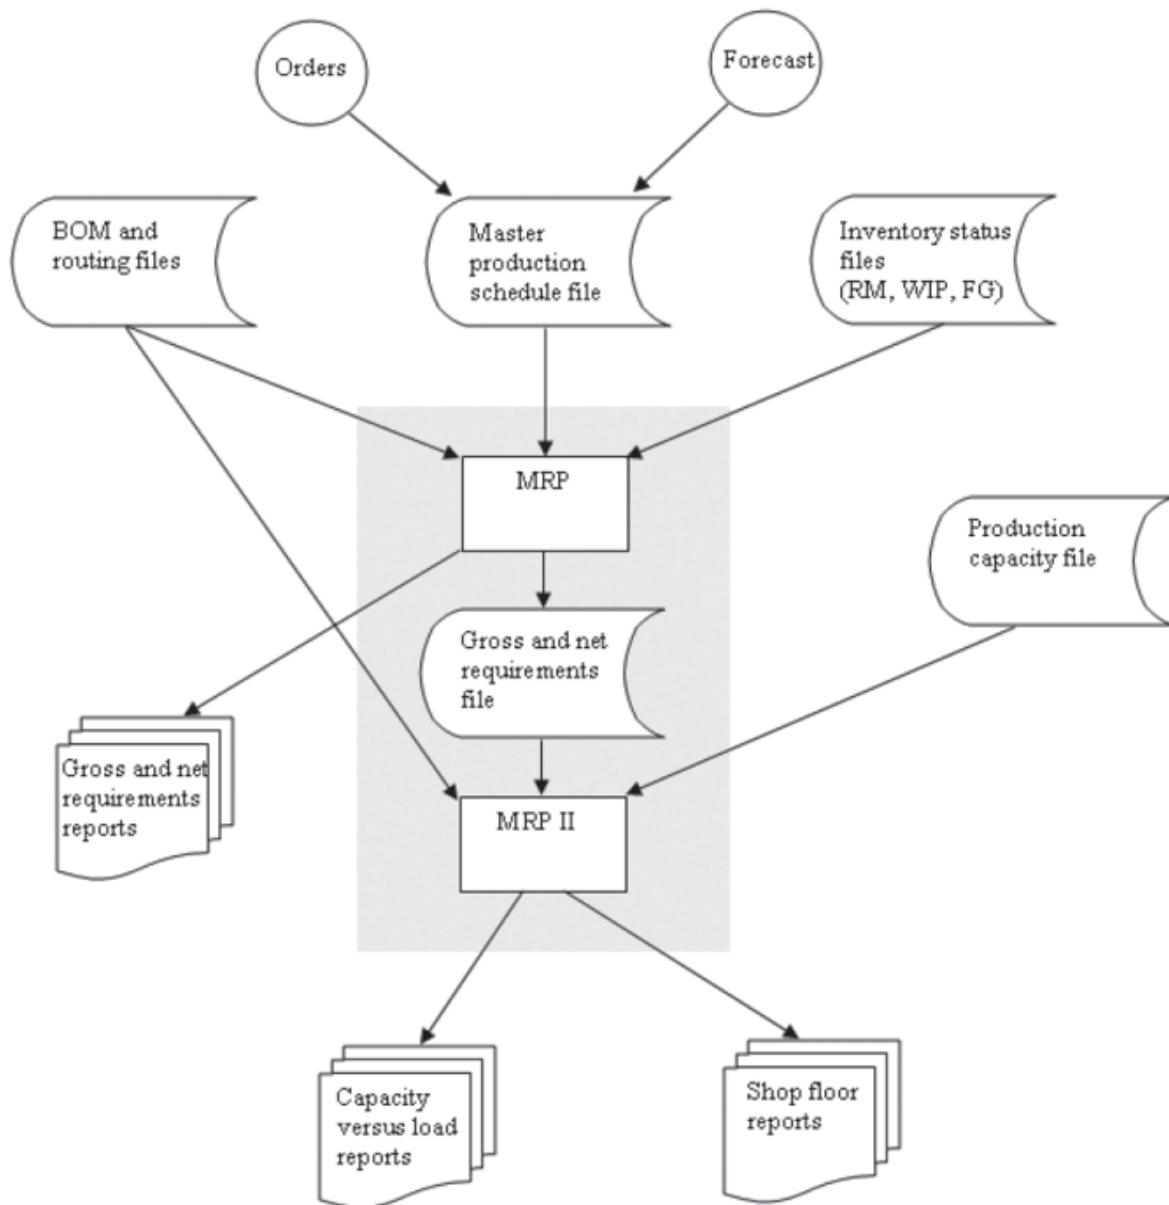 Orders
Forecast
BOM and
routing files
Master
production
schedule file
Inventory status
files
(RM, WIP, FG)
MRP
Production
capacity file
Gross and net
requirements
file
Gross and net
requirements
reports
MRP II
Capacity
versus load
reports
Shop floor
reports